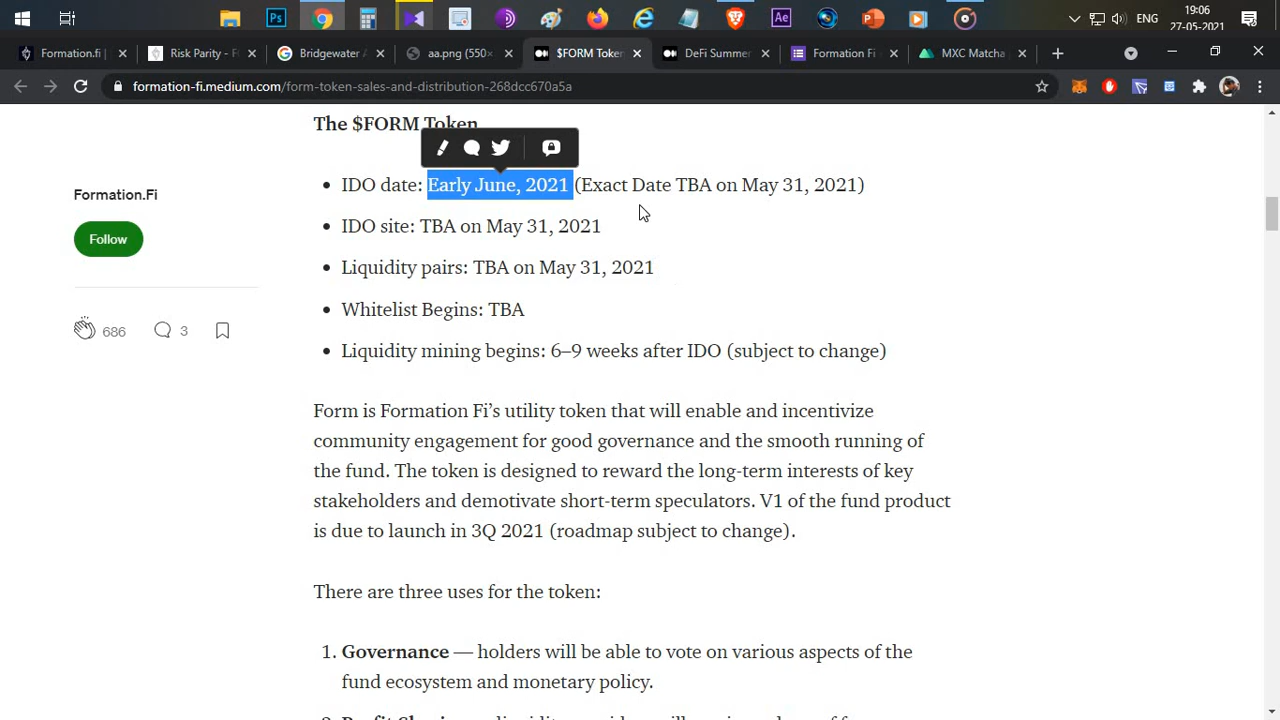 19:06
ENG
27-05-2021
Formation.fi |
Risk Parity - F
Bridgewater A
aa.png (550×
$FORM Token
DeFi Summer
Formation Fi
MXC Matcha
formation-fi.medium.com/form-token-sales-and-distribution-268dcc670a5a
The $FORM Token
IDO date: Early June, 2021 (Exact Date TBA on May 31, 2021)
IDO site: TBA on May 31, 2021
Liquidity pairs: TBA on May 31, 2021
Whitelist Begins: TBA
Liquidity mining begins: 6–9 weeks after IDO (subject to change)
Formation.Fi
Follow
686
3
Form is Formation Fi’s utility token that will enable and incentivize
community engagement for good governance and the smooth running of
the fund. The token is designed to reward the long-term interests of key
stakeholders and demotivate short-term speculators. V1 of the fund product
is due to launch in 3Q 2021 (roadmap subject to change).
There are three uses for the token:
1. Governance — holders will be able to vote on various aspects of the
fund ecosystem and monetary policy.